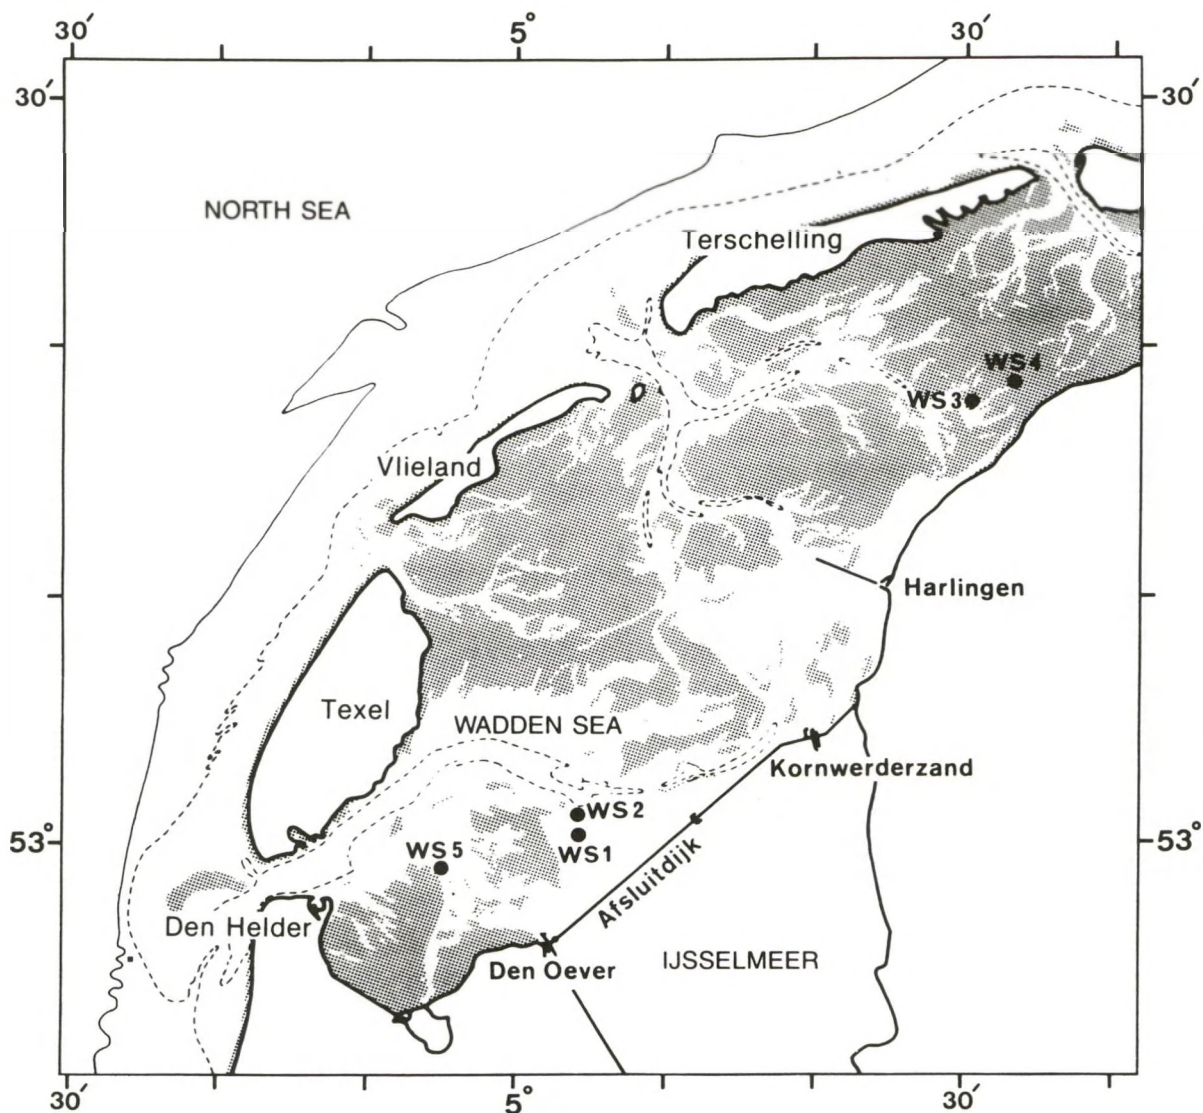 30′ 5° 30′
30′ 30′
NORTH SEA
Terschelling
WS4
WS3
Vlieland
Harlingen
Texel
WADDEN SEA
Kornwerderzand
WS2
53° WS1 53°
WS5
Afsluitdijk
Den Helder
Den Oever
IJSSELMEER
30′ 5° 30′